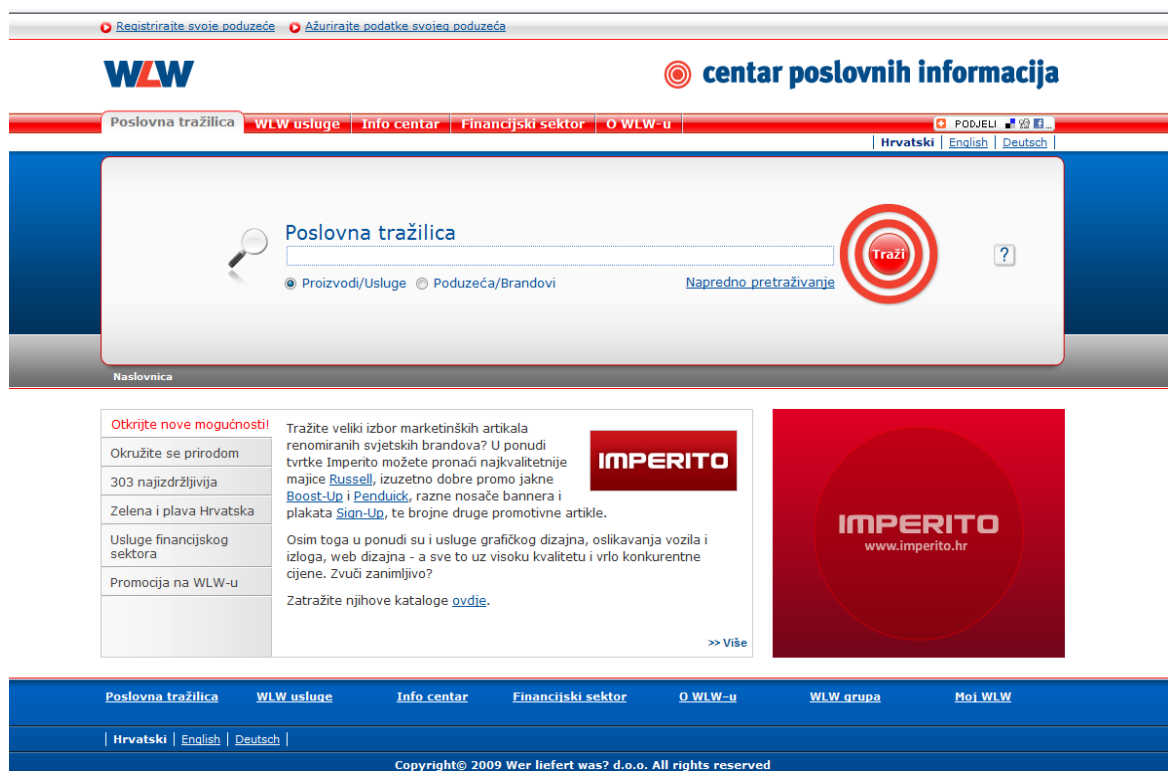 Registrirajte svoje poduzeće Ažurirajte podatke svojeg poduzeća
WLW
centar poslovnih informacija
Poslovna tražilica WLW usluge Info centar Financijski sektor O WLW-u
PODJELI
Hrvatski | English | Deutsch |
Poslovna tražilica
Traži
?
Proizvodi/Usluge Poduzeća/Brandovi
Napredno pretraživanje
Naslovnica
Otkrijte nove mogućnosti!
Okružite se prirodom
303 najizdržljivija
Zelena i plava Hrvatska
Usluge financijskog
sektora
Promocija na WLW-u
Tražite veliki izbor marketinških artikala
renomiranih svjetskih brandova? U ponudi
tvrtke Imperito možete pronaći najkvalitetnije
majice Russell, izuzetno dobre promo jakne
Boost-Up i Penduick, razne nosače bannera i
plakata Sign-Up, te brojne druge promotivne artikle.
Osim toga u ponudi su i usluge grafičkog dizajna, oslikavanja vozila i
izloga, web dizajna - a sve to uz visoku kvalitetu i vrlo konkurentne
cijene. Zvuči zanimljivo?
Zatražite njihove kataloge ovdje.
>> Više
IMPERITO
IMPERITO
www.imperito.hr
Poslovna tražilica WLW usluge Info centar Financijski sektor O WLW-u WLW grupa Moj WLW
| Hrvatski | English | Deutsch |
Copyright© 2009 Wer liefert was? d.o.o. All rights reserved